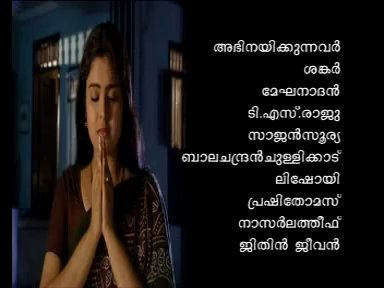 അഭിനയിക്കുന്നവർ
ശങ്കർ
മേഘനാദൻ
ടി.എസ്.രാജു
സാജൻസൂര്യ
ബാലചന്ദ്രൻചുള്ളിക്കാട്
ലിഷോയി
പ്രഷിതോമസ്
നാസർലത്തീഫ്
ജിതിൻ ജീവൻ